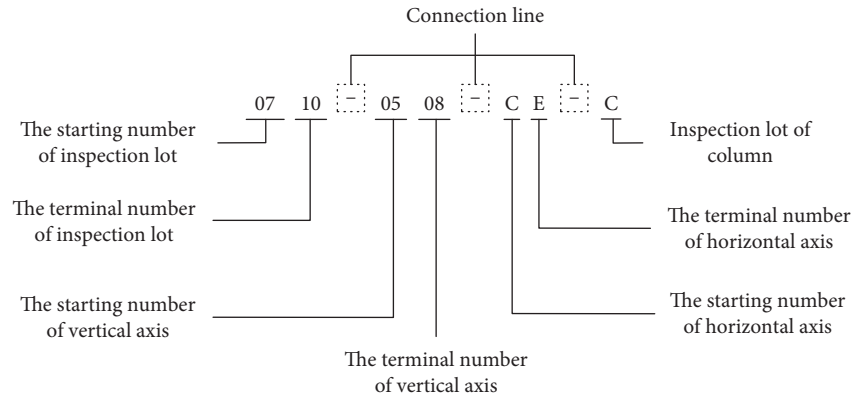 Connection line
07 10 – 05 08 – C E – C
The starting number
of inspection lot
Inspection lot of
column
The terminal number
of inspection lot
The terminal number
of horizontal axis
The starting number
of vertical axis
The starting number
of horizontal axis
The terminal number
of vertical axis